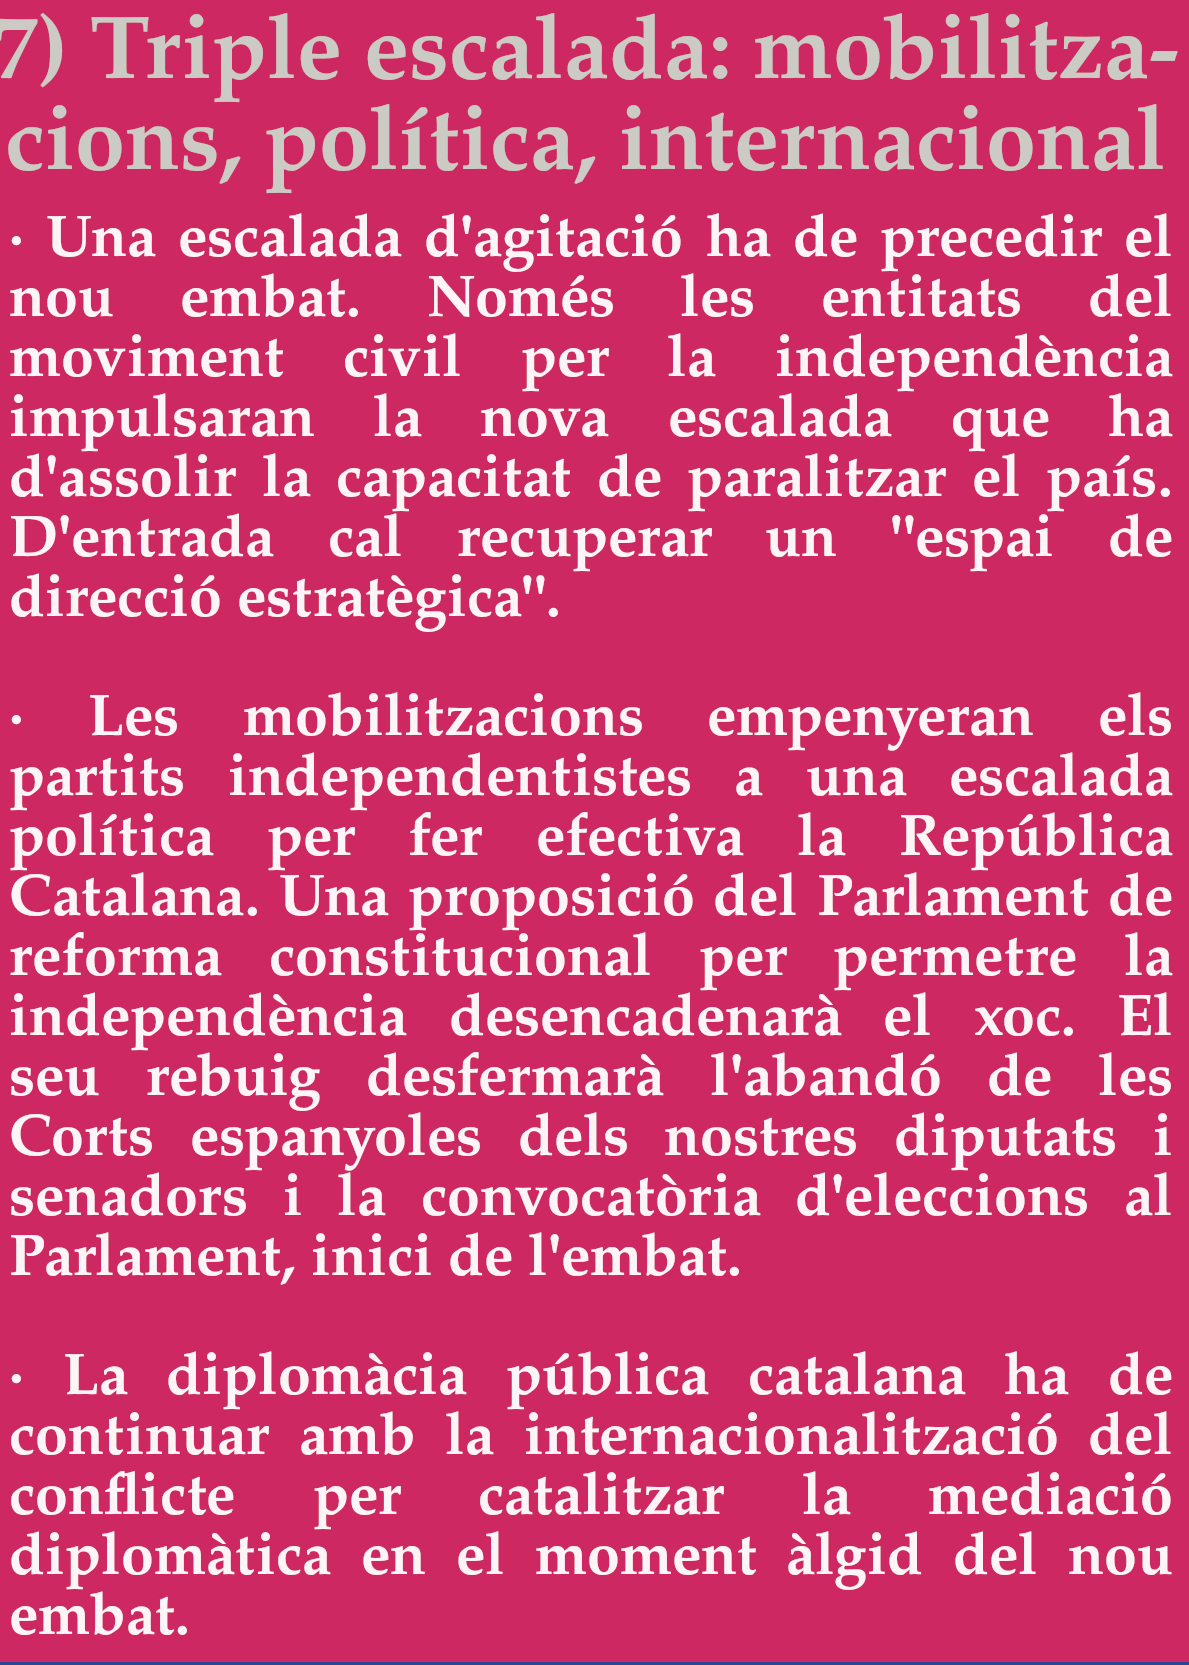 7) Triple escalada: mobilitza-
cions, política, internacional
· Una escalada d'agitació ha de precedir el
nou embat. Només les entitats del
moviment civil per la independència
impulsaran la nova escalada que ha
d'assolir la capacitat de paralitzar el país.
D'entrada cal recuperar un "espai de
direcció estratègica".
· Les mobilitzacions empenyeran els
partits independentistes a una escalada
política per fer efectiva la República
Catalana. Una proposició del Parlament de
reforma constitucional per permetre la
independència desencadenarà el xoc. El
seu rebuig desfermarà l'abandó de les
Corts espanyoles dels nostres diputats i
senadors i la convocatòria d'eleccions al
Parlament, inici de l'embat.
· La diplomàcia pública catalana ha de
continuar amb la internacionalització del
conflicte per catalitzar la mediació
diplomàtica en el moment àlgid del nou
embat.